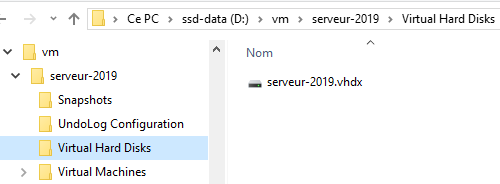 Ce PC > ssd-data (D:) > vm > serveur-2019 > Virtual Hard Disks
vm
serveur-2019
Snapshots
UndoLog Configuration
Virtual Hard Disks
Virtual Machines
Nom
serveur-2019.vhdx